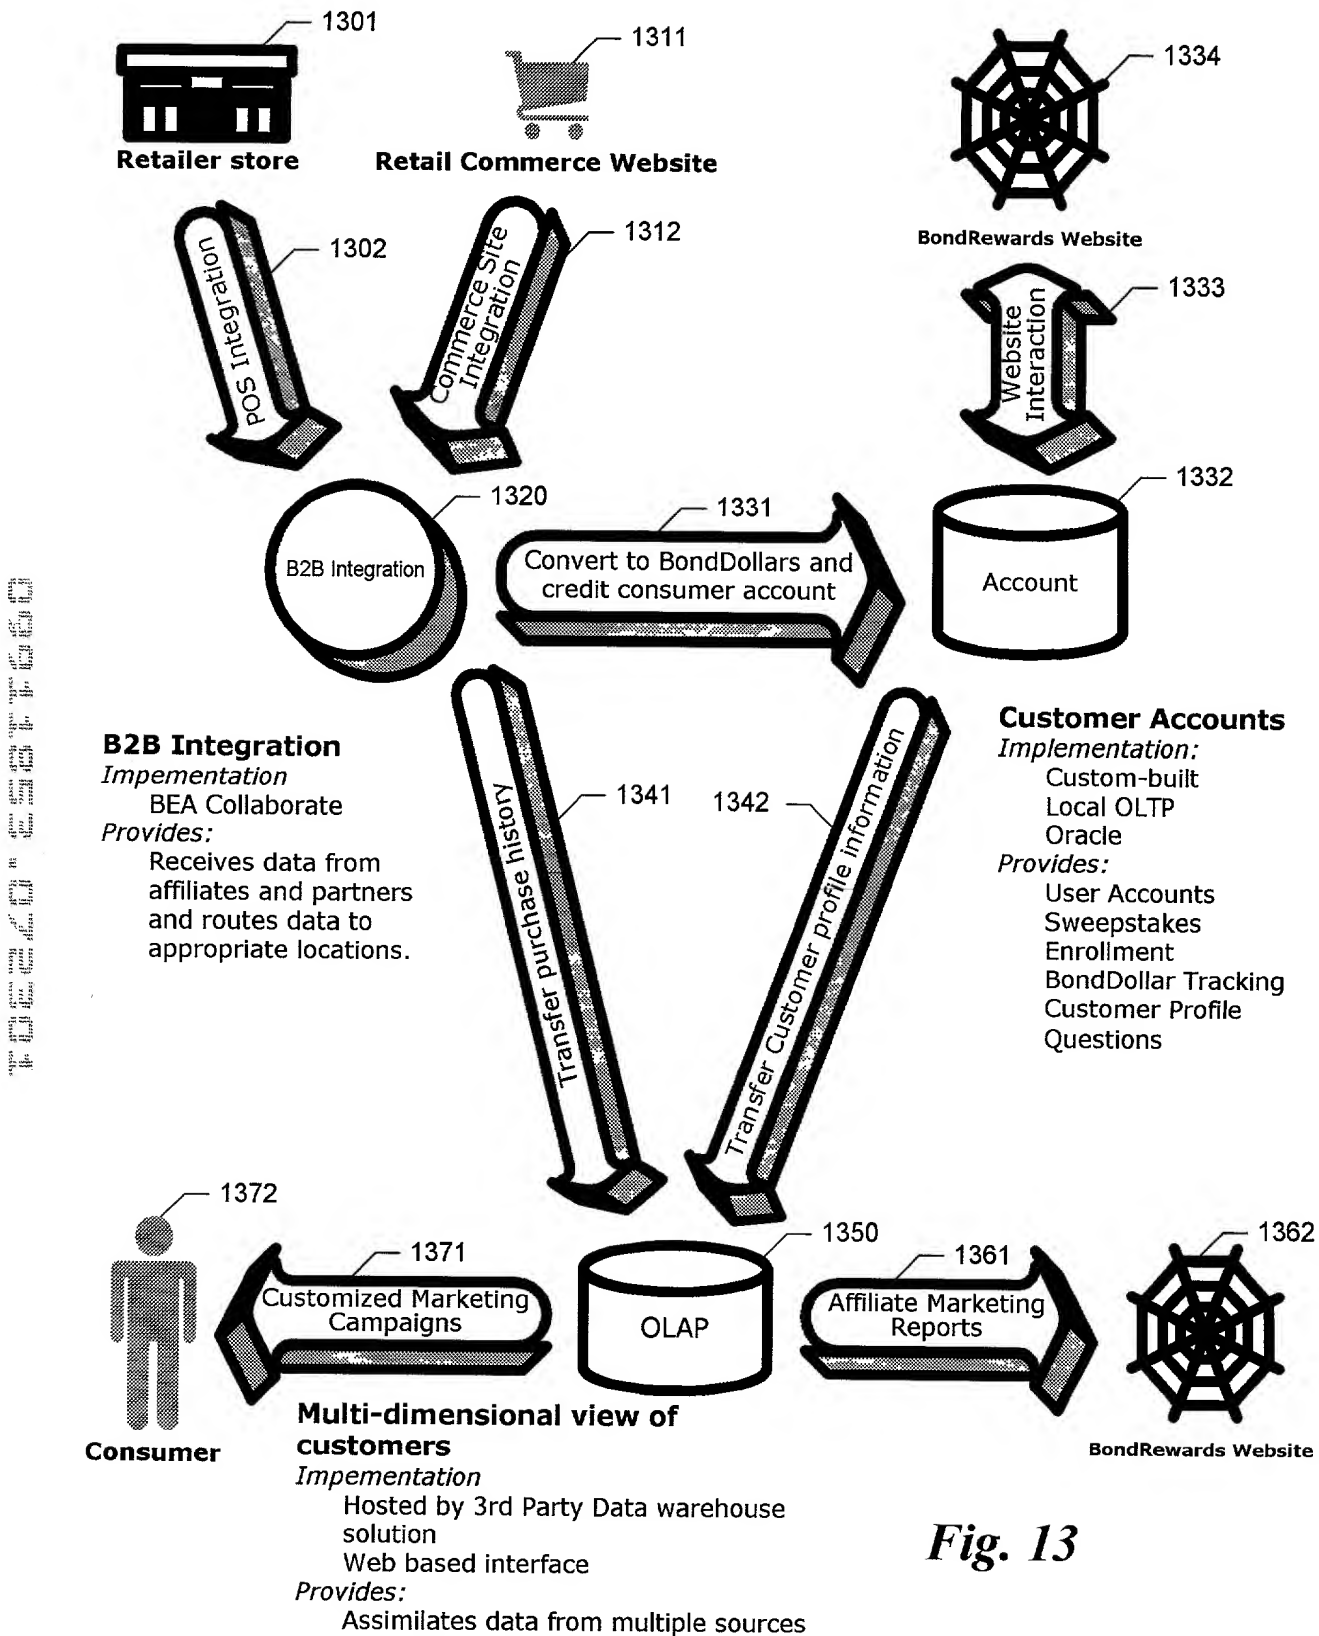 1301
1311
1334
Retailer store
Retail Commerce Website
BondRewards Website
1302
1312
1333
POS Integration
Commerce Site
Integration
Website
Interaction
1320
1331
1332
B2B Integration
Convert to BondDollars and
credit consumer account
Account
B2B Integration
Impementation
BEA Collaborate
Provides:
Receives data from
affiliates and partners
and routes data to
appropriate locations.
1341
1342
Transfer purchase history
Transfer Customer profile information
Customer Accounts
Implementation:
Custom-built
Local OLTP
Oracle
Provides:
User Accounts
Sweepstakes
Enrollment
BondDollar Tracking
Customer Profile
Questions
1372
1371
1350
1361
1362
Customized Marketing
Campaigns
OLAP
Affiliate Marketing
Reports
Consumer
BondRewards Website
Multi-dimensional view of
customers
Impementation
Hosted by 3rd Party Data warehouse
solution
Web based interface
Provides:
Assimilates data from multiple sources
Fig. 13